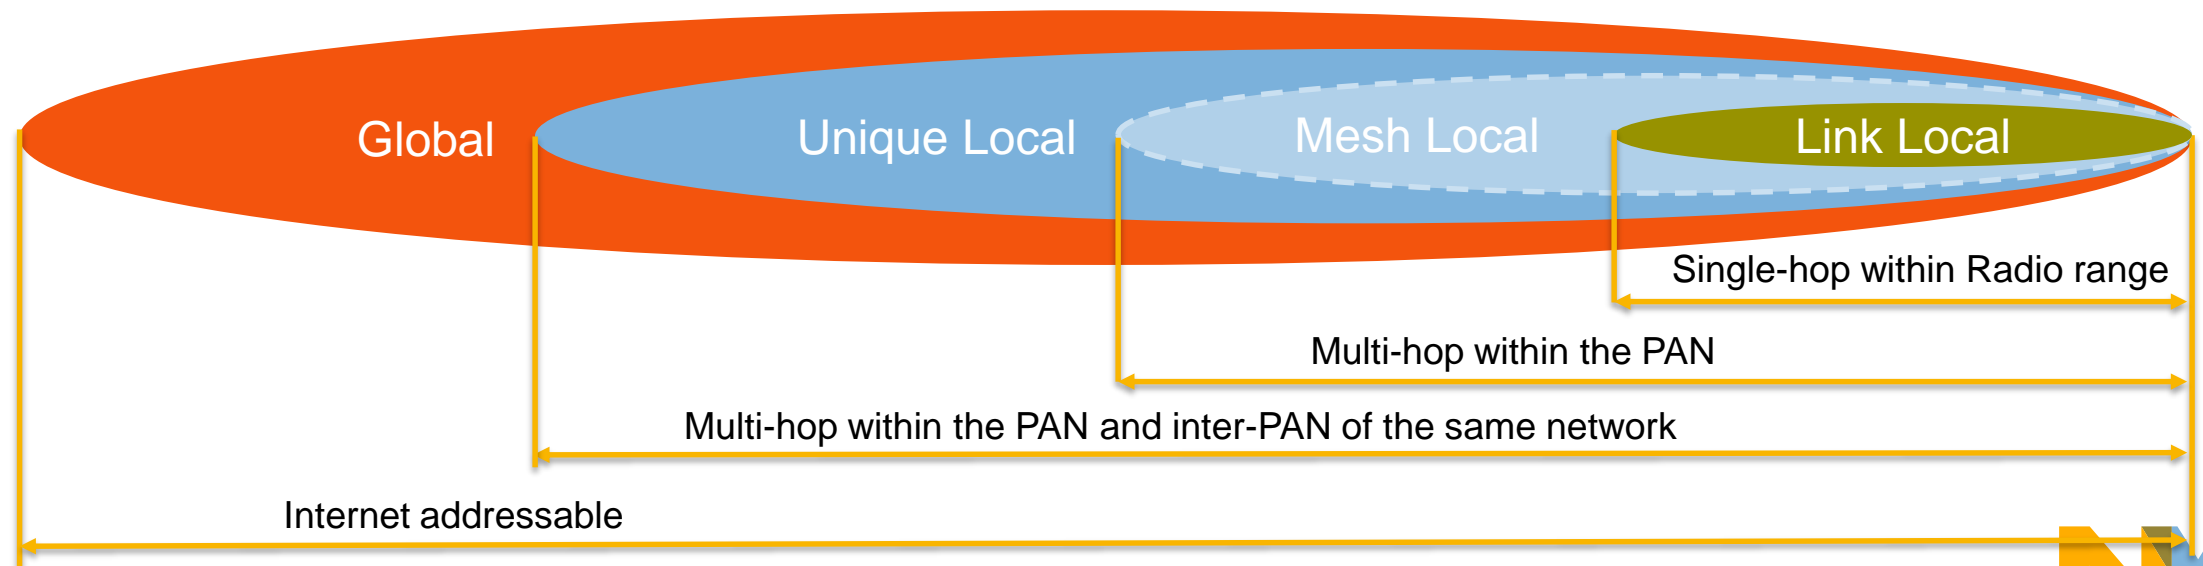 Global
Unique Local
Mesh Local
Link Local
Single-hop within Radio range
Multi-hop within the PAN
Multi-hop within the PAN and inter-PAN of the same network
Internet addressable